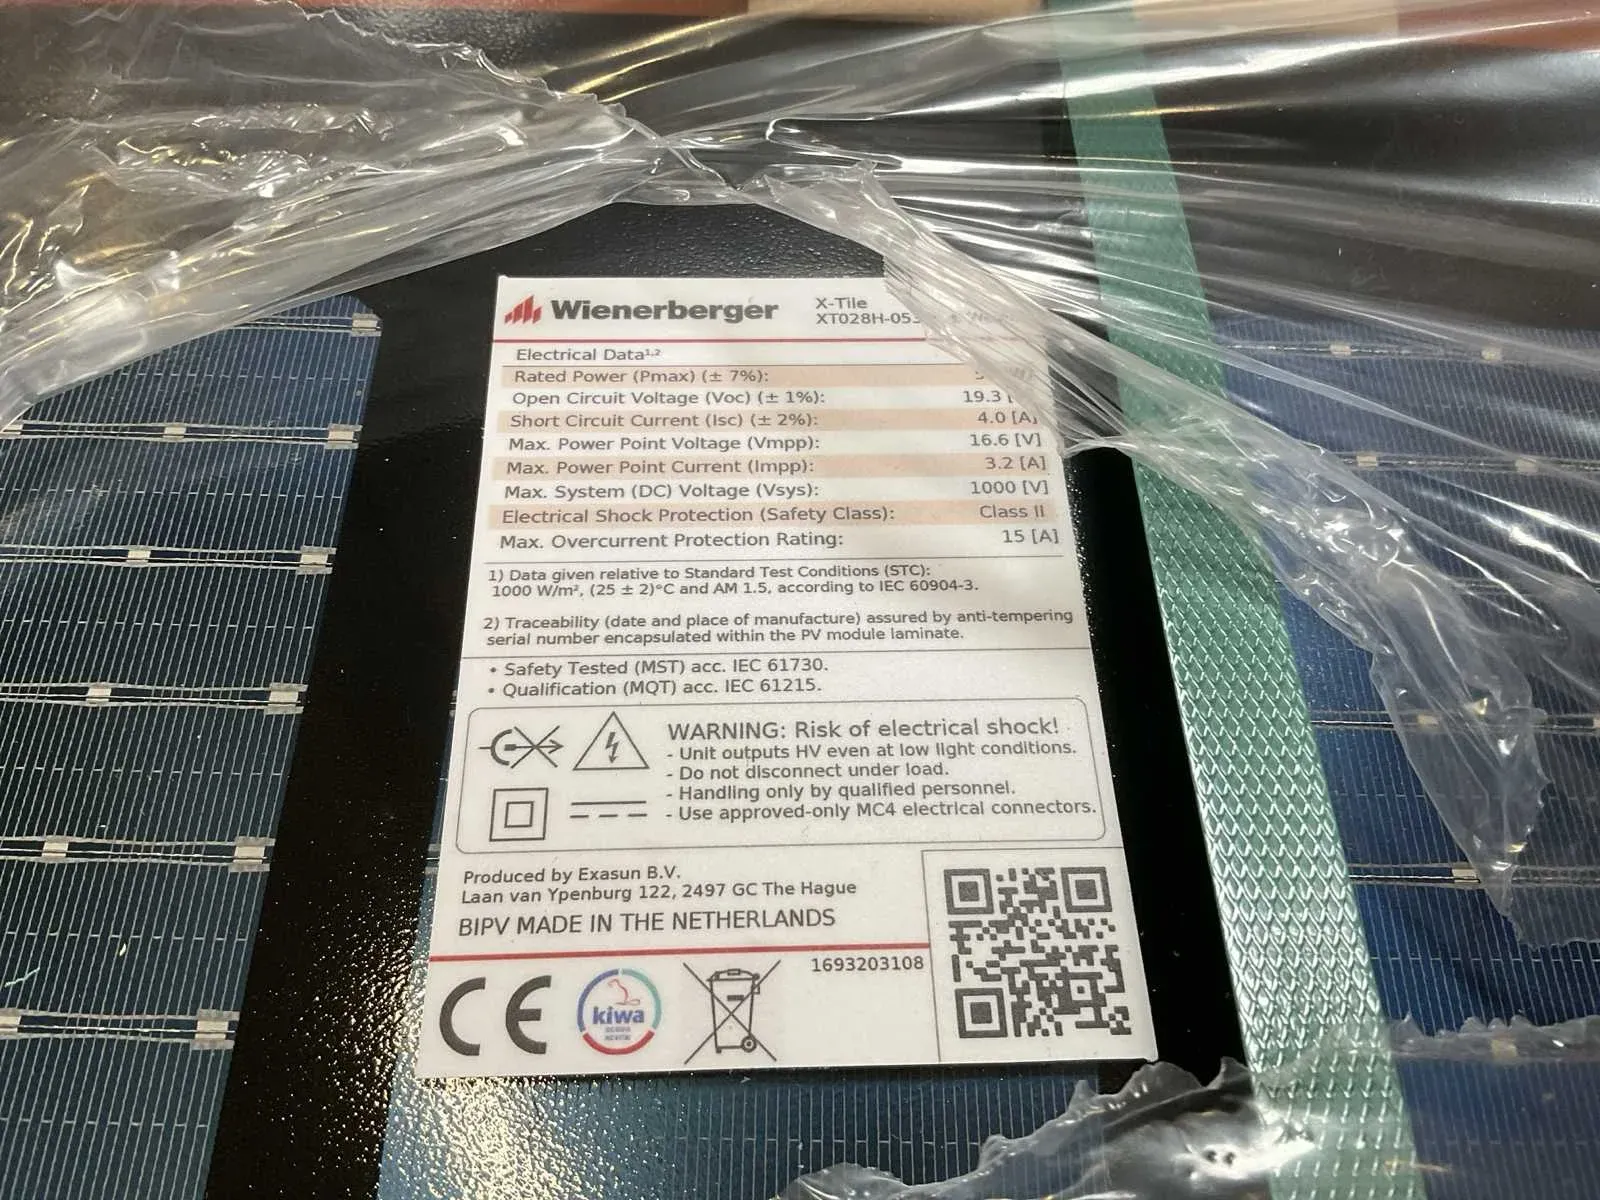 Wienerberger
X-Tile
XT028H-053
Electrical Data¹,²
Rated Power (Pmax) (± 7%):
Open Circuit Voltage (Voc) (± 1%): 19.3
Short Circuit Current (Isc) (± 2%): 4.0 [A]
Max. Power Point Voltage (Vmpp): 16.6 [V]
Max. Power Point Current (Impp): 3.2 [A]
Max. System (DC) Voltage (Vsys): 1000 [V]
Electrical Shock Protection (Safety Class): Class II
Max. Overcurrent Protection Rating: 15 [A]
1) Data given relative to Standard Test Conditions (STC):
1000 W/m², (25 ± 2)°C and AM 1.5, according to IEC 60904-3.
2) Traceability (date and place of manufacture) assured by anti-tempering
serial number encapsulated within the PV module laminate.
• Safety Tested (MST) acc. IEC 61730.
• Qualification (MQT) acc. IEC 61215.
WARNING: Risk of electrical shock!
- Unit outputs HV even at low light conditions.
- Do not disconnect under load.
- Handling only by qualified personnel.
- Use approved-only MC4 electrical connectors.
Produced by Exasun B.V.
Laan van Ypenburg 122, 2497 GC The Hague
BIPV MADE IN THE NETHERLANDS
1693203108
CE
kiwa